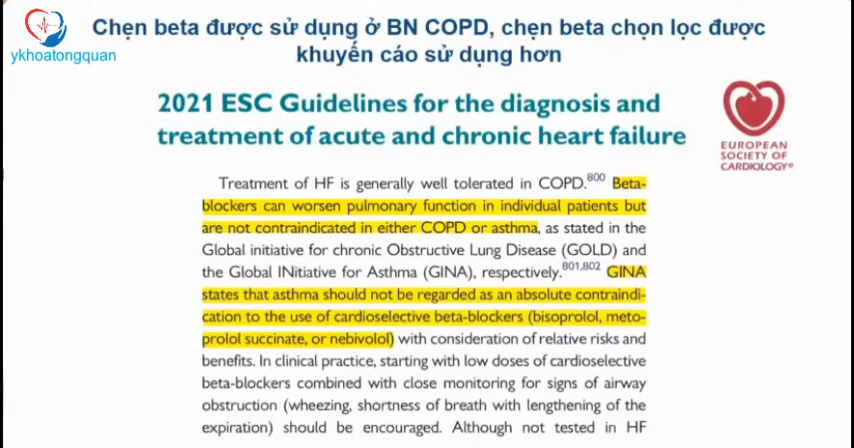 Chẹn beta được sử dụng ở BN COPD, chẹn beta chọn lọc được
khuyến cáo sử dụng hơn
ykhoatongquan
2021 ESC Guidelines for the diagnosis and
treatment of acute and chronic heart failure
EUROPEAN
SOCIETY OF
CARDIOLOGY®
Treatment of HF is generally well tolerated in COPD.800 Beta-
blockers can worsen pulmonary function in individual patients but
are not contraindicated in either COPD or asthma, as stated in the
Global initiative for chronic Obstructive Lung Disease (GOLD) and
the Global INitiative for Asthma (GINA), respectively.801,802 GINA
states that asthma should not be regarded as an absolute contraindi-
cation to the use of cardioselective beta-blockers (bisoprolol, meto-
prolol succinate, or nebivolol) with consideration of relative risks and
benefits. In clinical practice, starting with low doses of cardioselective
beta-blockers combined with close monitoring for signs of airway
obstruction (wheezing, shortness of breath with lengthening of the
expiration) should be encouraged. Although not tested in HF